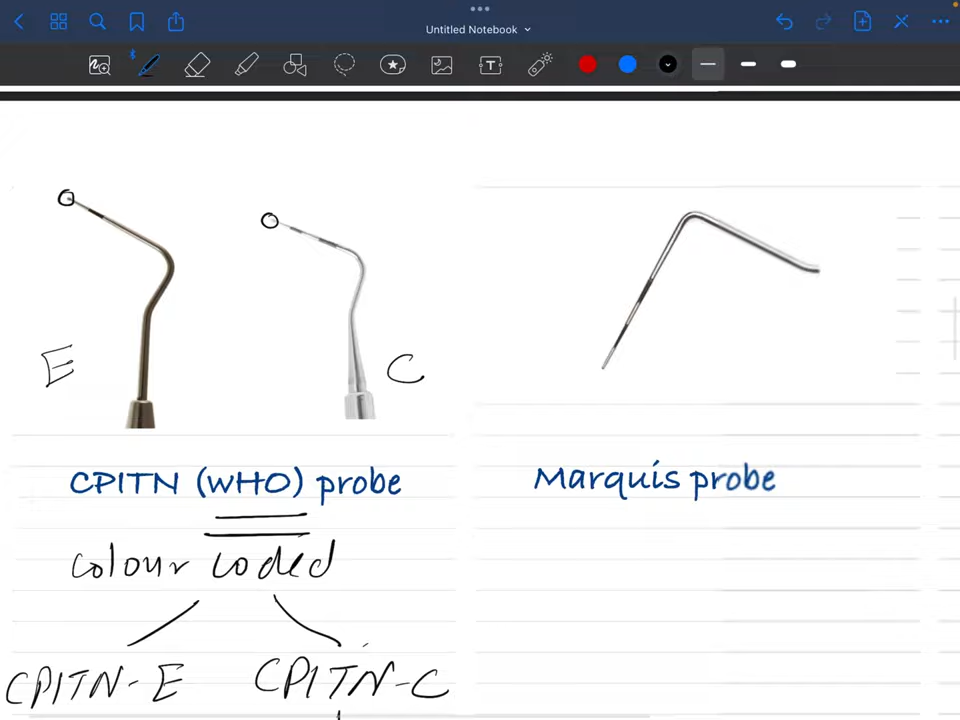 Untitled Notebook
T
E
C
CPITN (WHO) probe
Marquis probe
colour coded
CPITN-E
CPITN-C